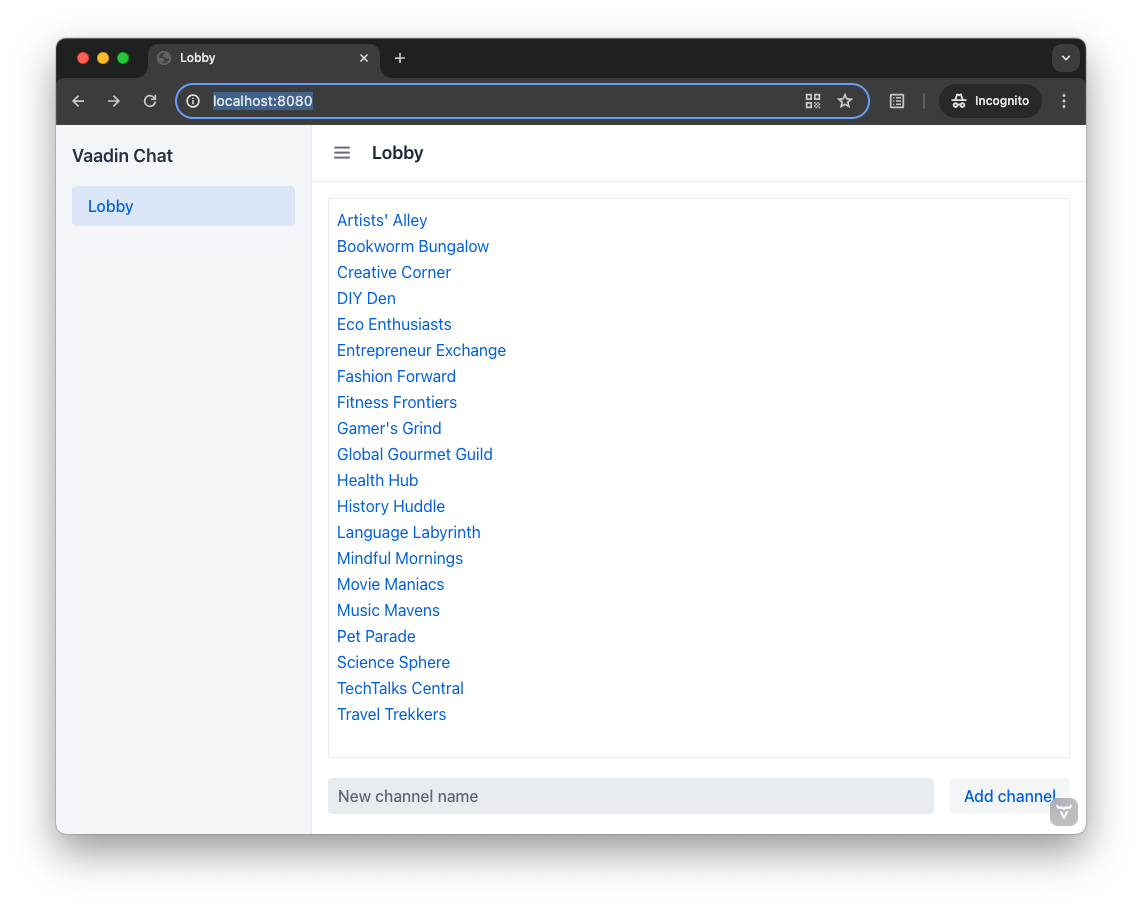 Lobby
localhost:8080
Incognito
Vaadin Chat
Lobby
Lobby
Artists' Alley
Bookworm Bungalow
Creative Corner
DIY Den
Eco Enthusiasts
Entrepreneur Exchange
Fashion Forward
Fitness Frontiers
Gamer's Grind
Global Gourmet Guild
Health Hub
History Huddle
Language Labyrinth
Mindful Mornings
Movie Maniacs
Music Mavens
Pet Parade
Science Sphere
TechTalks Central
Travel Trekkers
New channel name
Add channel